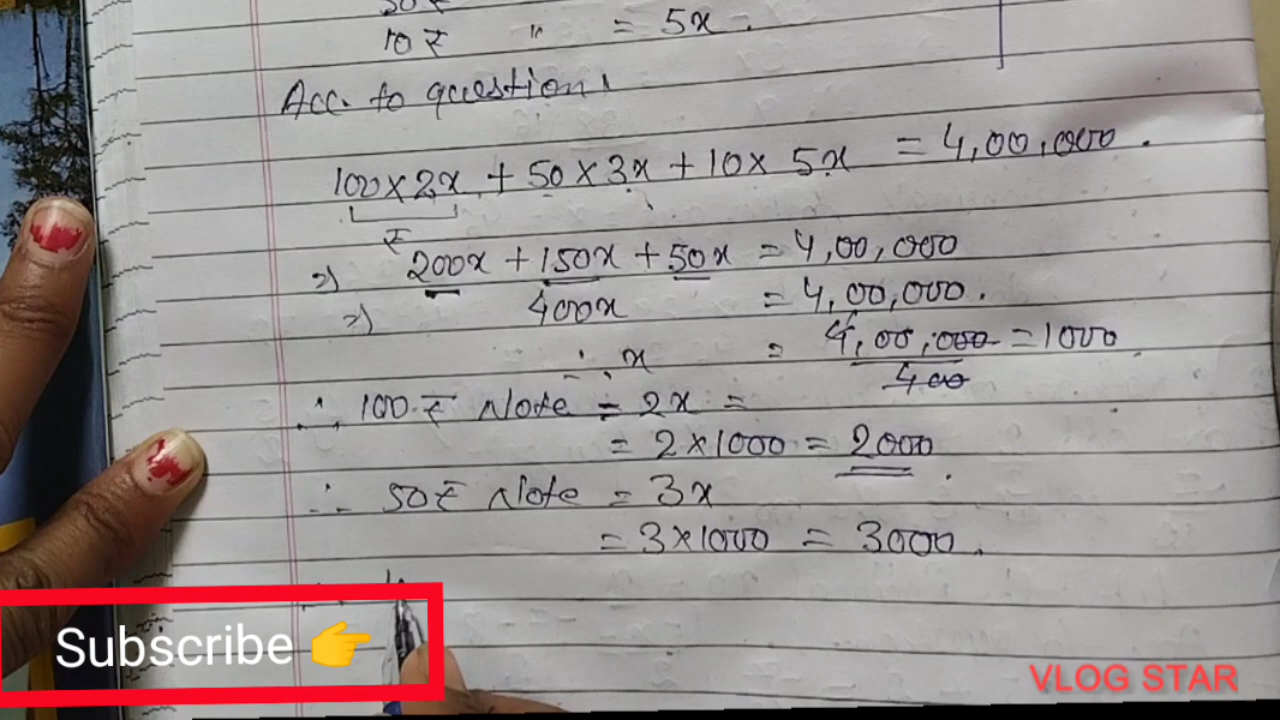 10 ₹ " = 5x.
Acc. to question,
100×2x + 50×3x + 10×5x = 4,00,000.
₹
⇒ 200x + 150x + 50x = 4,00,000
⇒ 400x = 4,00,000.
∴ x = 4,00,000/400 = 1000
∴ 100 ₹ Note = 2x =
= 2×1000 = 2000.
∴ 50₹ Note = 3x
= 3×1000 = 3000.
Subscribe 👉
VLOG STAR